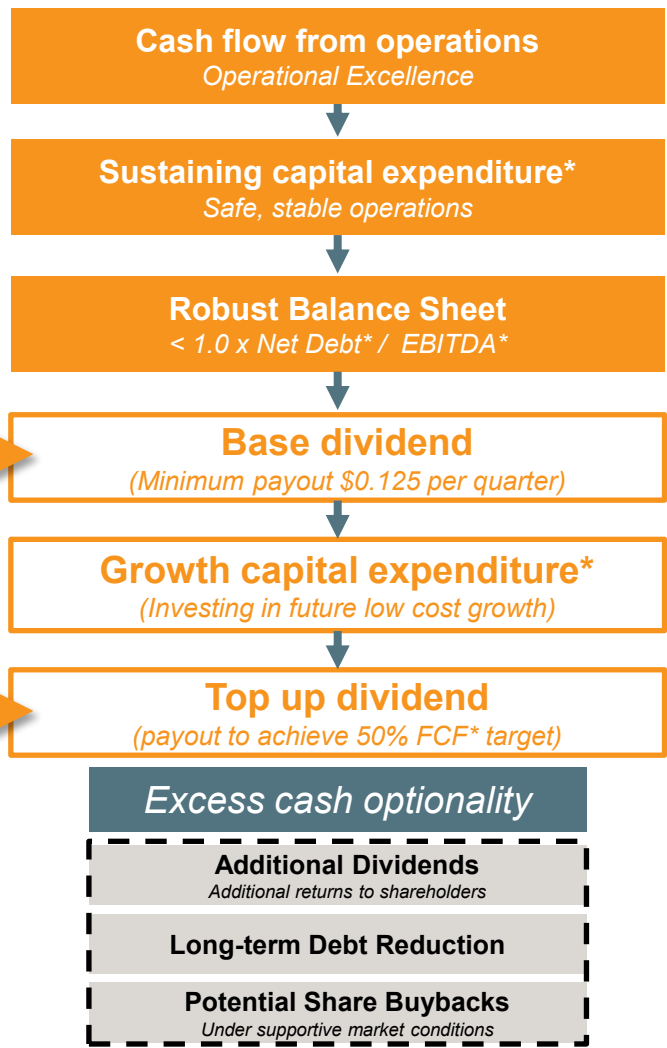 Cash flow from operations
Operational Excellence
Sustaining capital expenditure*
Safe, stable operations
Robust Balance Sheet
< 1.0 x Net Debt* / EBITDA*
Base dividend
(Minimum payout $0.125 per quarter)
Growth capital expenditure*
(Investing in future low cost growth)
Top up dividend
(payout to achieve 50% FCF* target)
Excess cash optionality
Additional Dividends
Additional returns to shareholders
Long-term Debt Reduction
Potential Share Buybacks
Under supportive market conditions